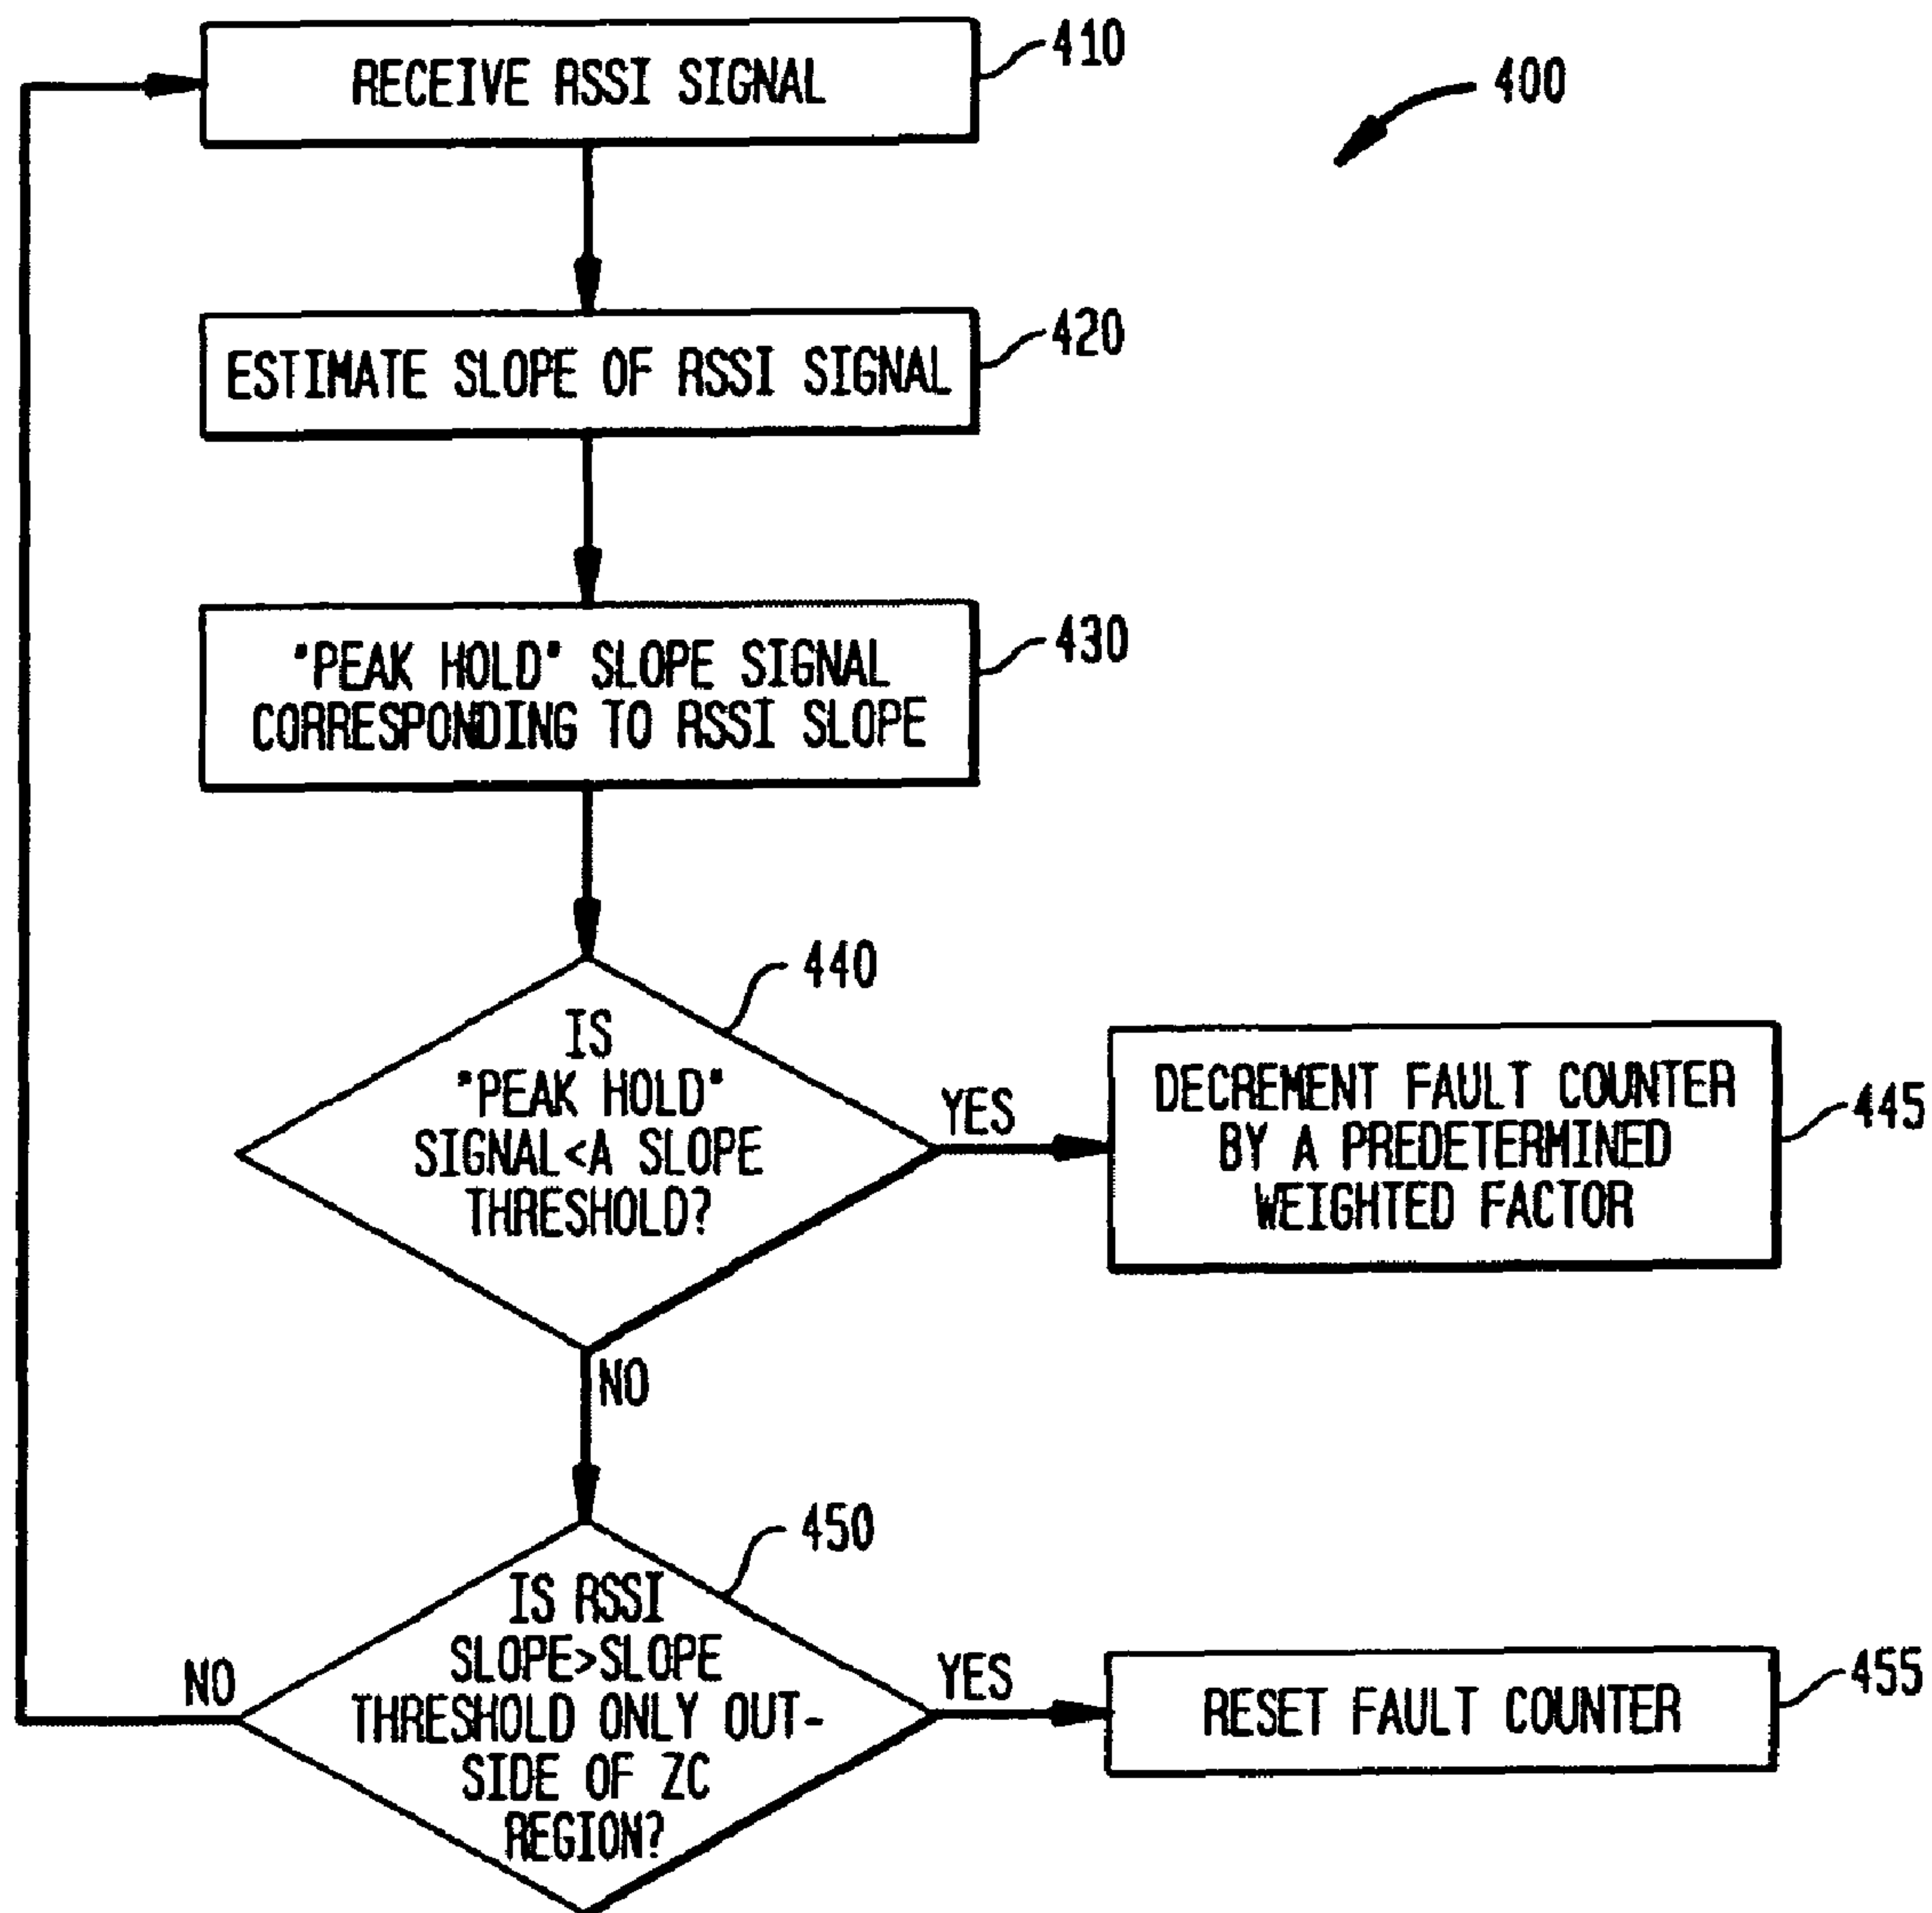 RECEIVE RSSI SIGNAL
410
400
ESTIMATE SLOPE OF RSSI SIGNAL
420
"PEAK HOLD" SLOPE SIGNAL
CORRESPONDING TO RSSI SLOPE
430
440
IS
"PEAK HOLD"
SIGNAL<A SLOPE
THRESHOLD?
YES
DECREMENT FAULT COUNTER
BY A PREDETERMINED
WEIGHTED FACTOR
445
NO
450
IS RSSI
SLOPE>SLOPE
THRESHOLD ONLY OUT-
SIDE OF ZC
REGION?
NO
YES
RESET FAULT COUNTER
455